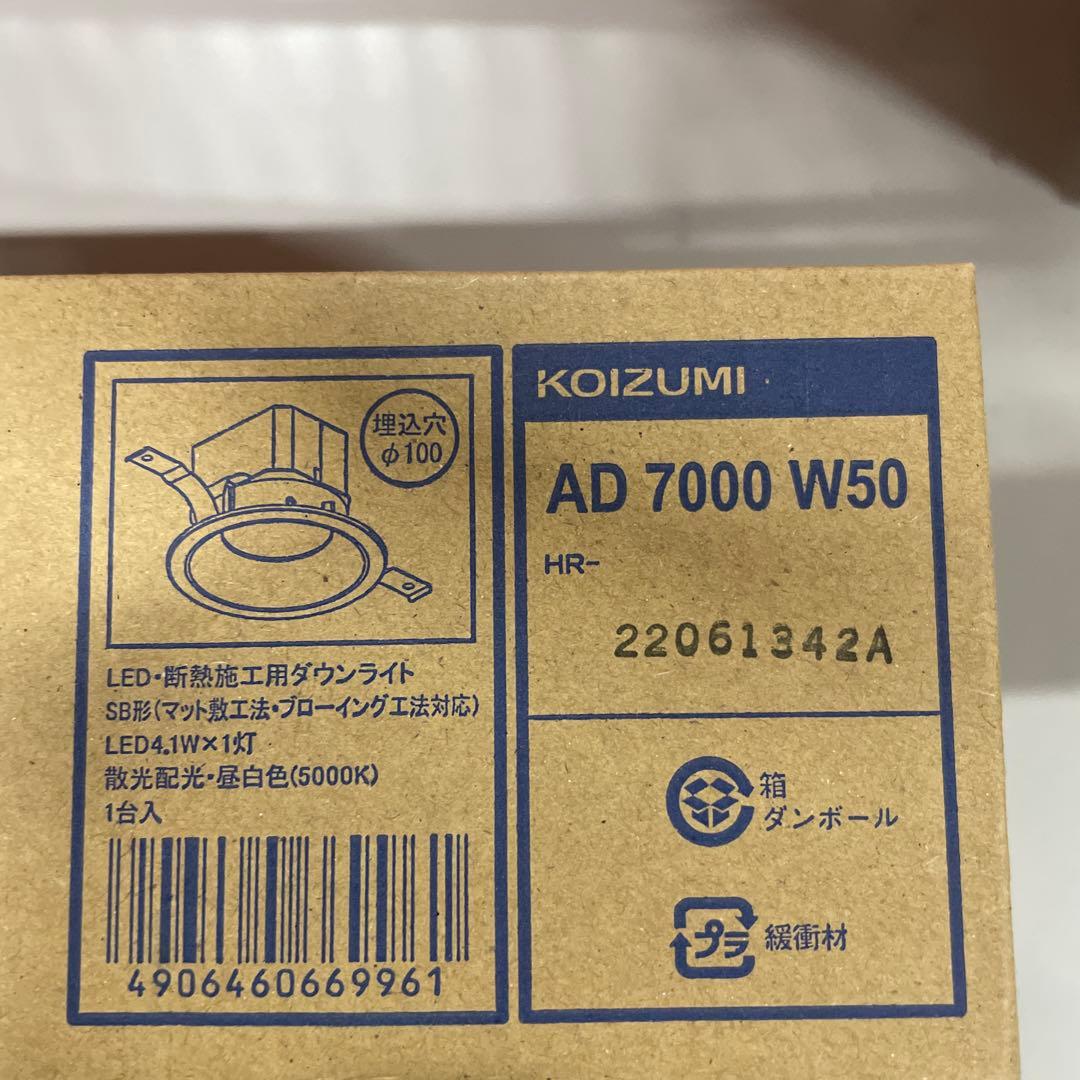 埋込穴
φ100
LED・断熱施工用ダウンライト
SB形(マット敷工法・ブローイング工法対応)
LED4.1W×1灯
散光配光・昼白色(5000K)
1台入
4906460669961
KOIZUMI
AD 7000 W50
HR-
22061342A
箱
ダンボール
プラ
緩衝材